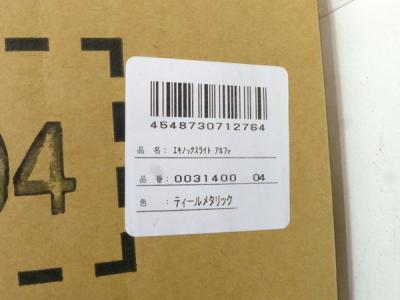 04
4548730712764
品 名: エキノックスライト アルファ
品 番: 0031400 04
色 : ティールメタリック